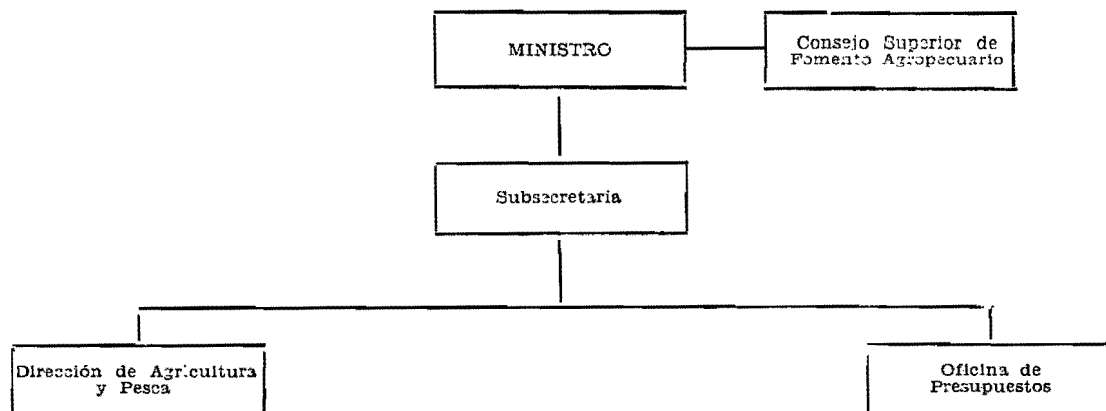 MINISTRO
Consejo Superior de
Fomento Agropecuario
Subsecretaria
Dirección de Agricultura
y Pesca
Oficina de
Presupuestos